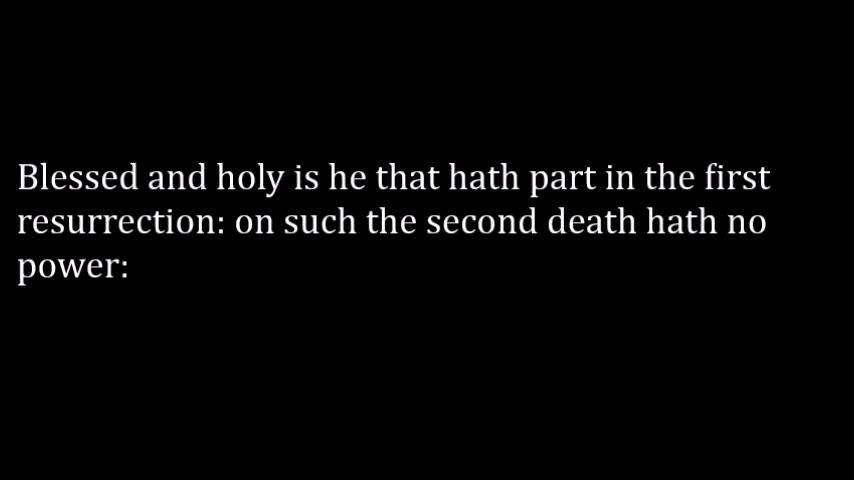 Blessed and holy is he that hath part in the first
resurrection: on such the second death hath no
power: